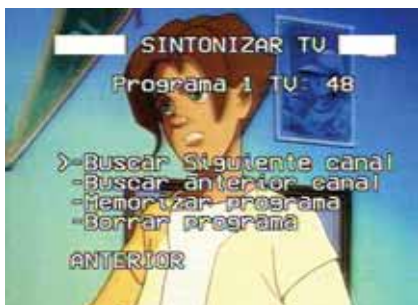 SINTONIZAR TV
Programa 1 TV: 48
>-Buscar Siguiente canal
-Buscar anterior canal
-Memorizar programa
-Borrar programa
ANTERIOR